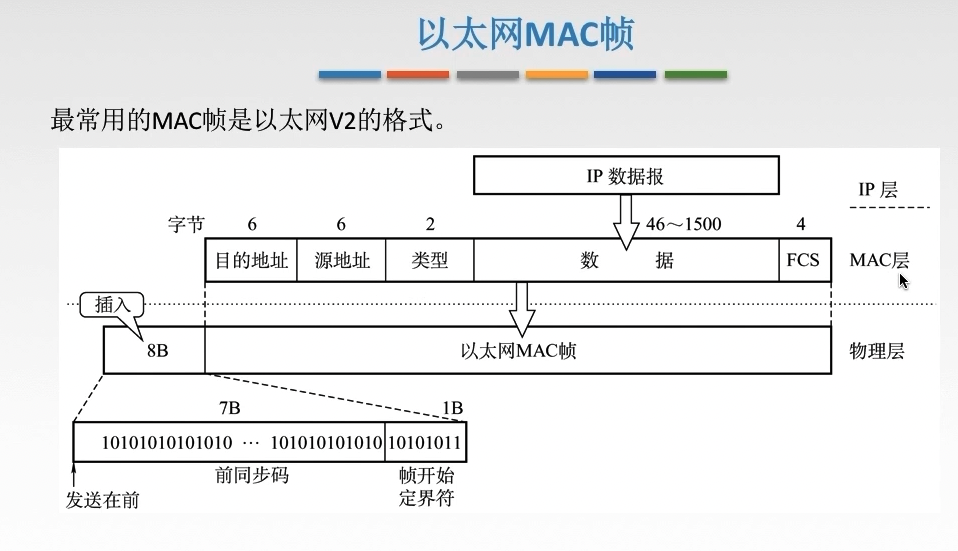 以太网MAC帧
最常用的MAC帧是以太网V2的格式。
IP 数据报
IP 层
字节 6 6 2 46～1500 4
目的地址 源地址 类型 数 据 FCS MAC层
插入
8B 以太网MAC帧 物理层
7B 1B
10101010101010 ··· 101010101010 10101011
前同步码 帧开始
定界符
发送在前